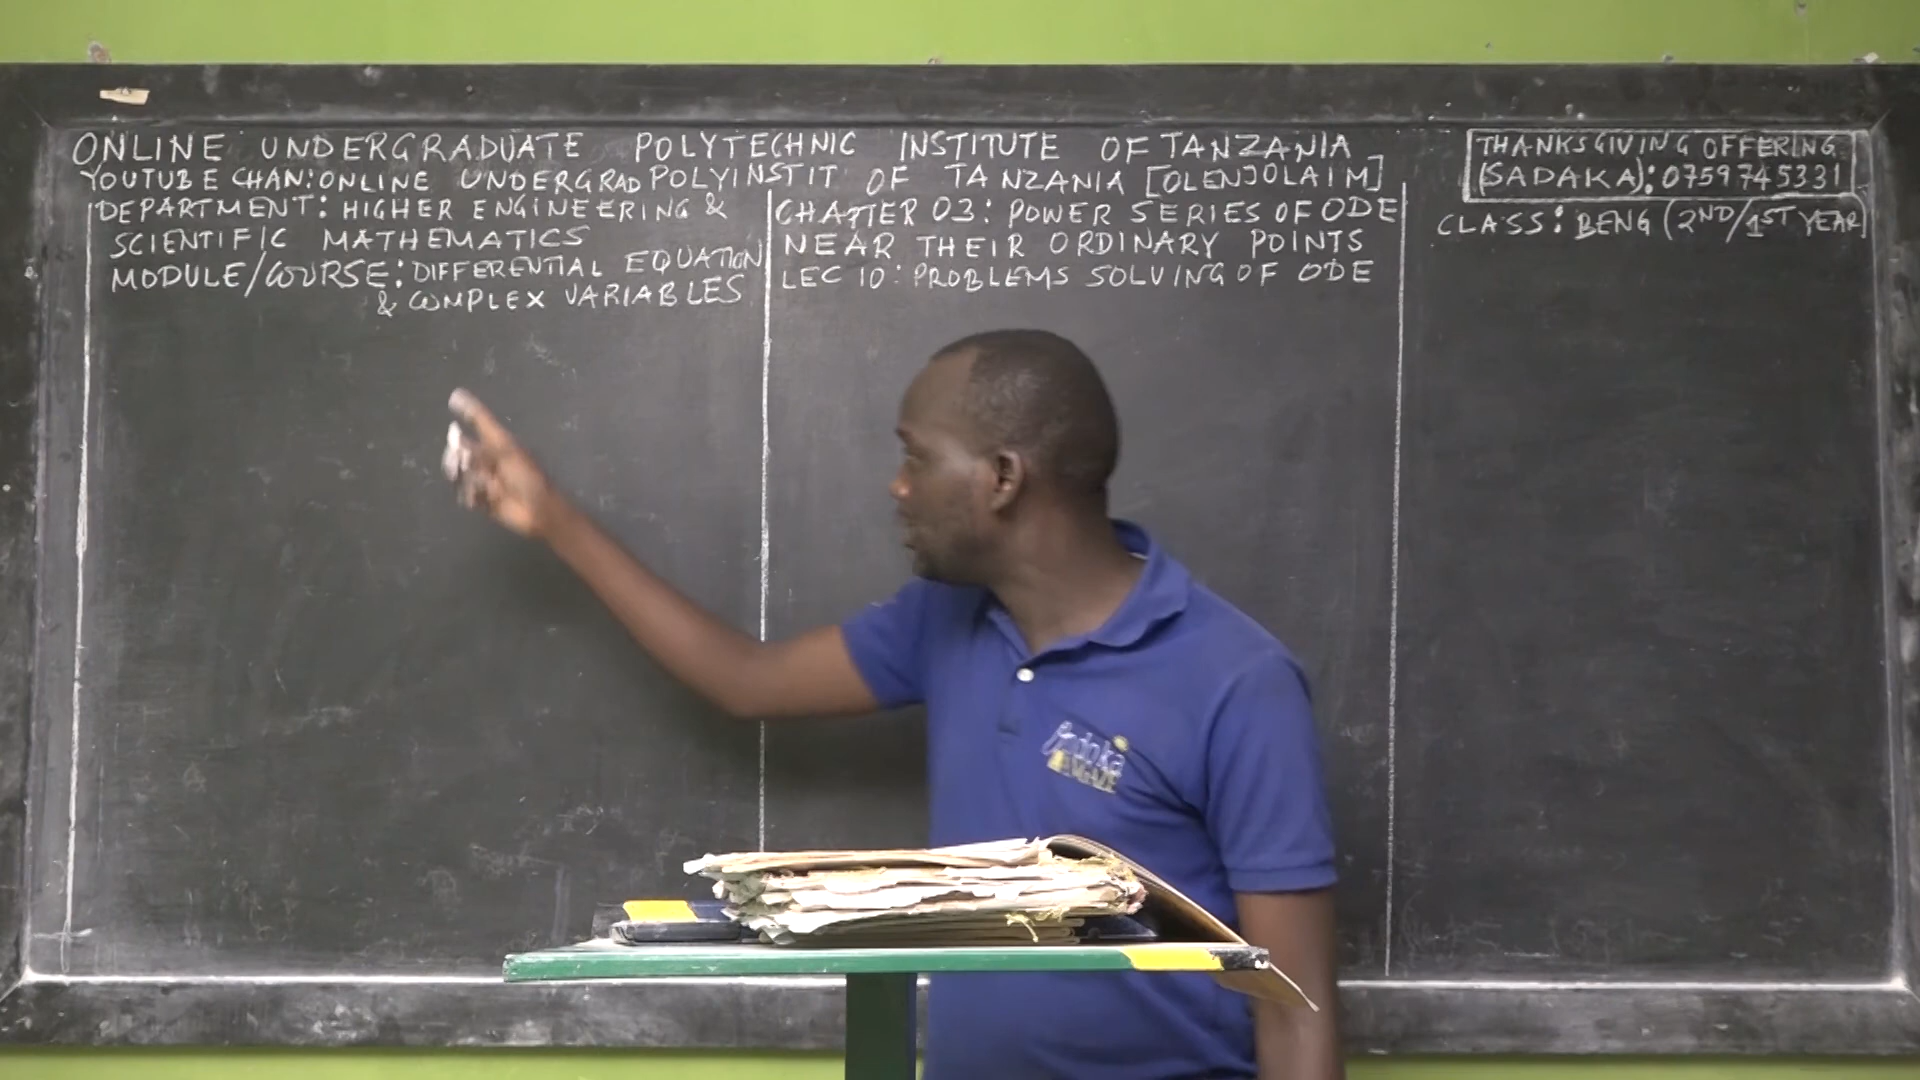 ONLINE UNDERGRADUATE POLYTECHNIC INSTITUTE OF TANZANIA
YOUTUBE CHAN: ONLINE UNDERGRAD POLYINSTIT OF TANZANIA [OLENJOLAIM]
DEPARTMENT: HIGHER ENGINEERING &
SCIENTIFIC MATHEMATICS
MODULE/COURSE: DIFFERENTIAL EQUATION
& COMPLEX VARIABLES
CHAPTER 03: POWER SERIES OF ODE
NEAR THEIR ORDINARY POINTS
LEC 10: PROBLEMS SOLVING OF ODE
THANKSGIVING OFFERING
(SADAKA): 0759745331
CLASS: BENG (2ND/1ST YEAR)